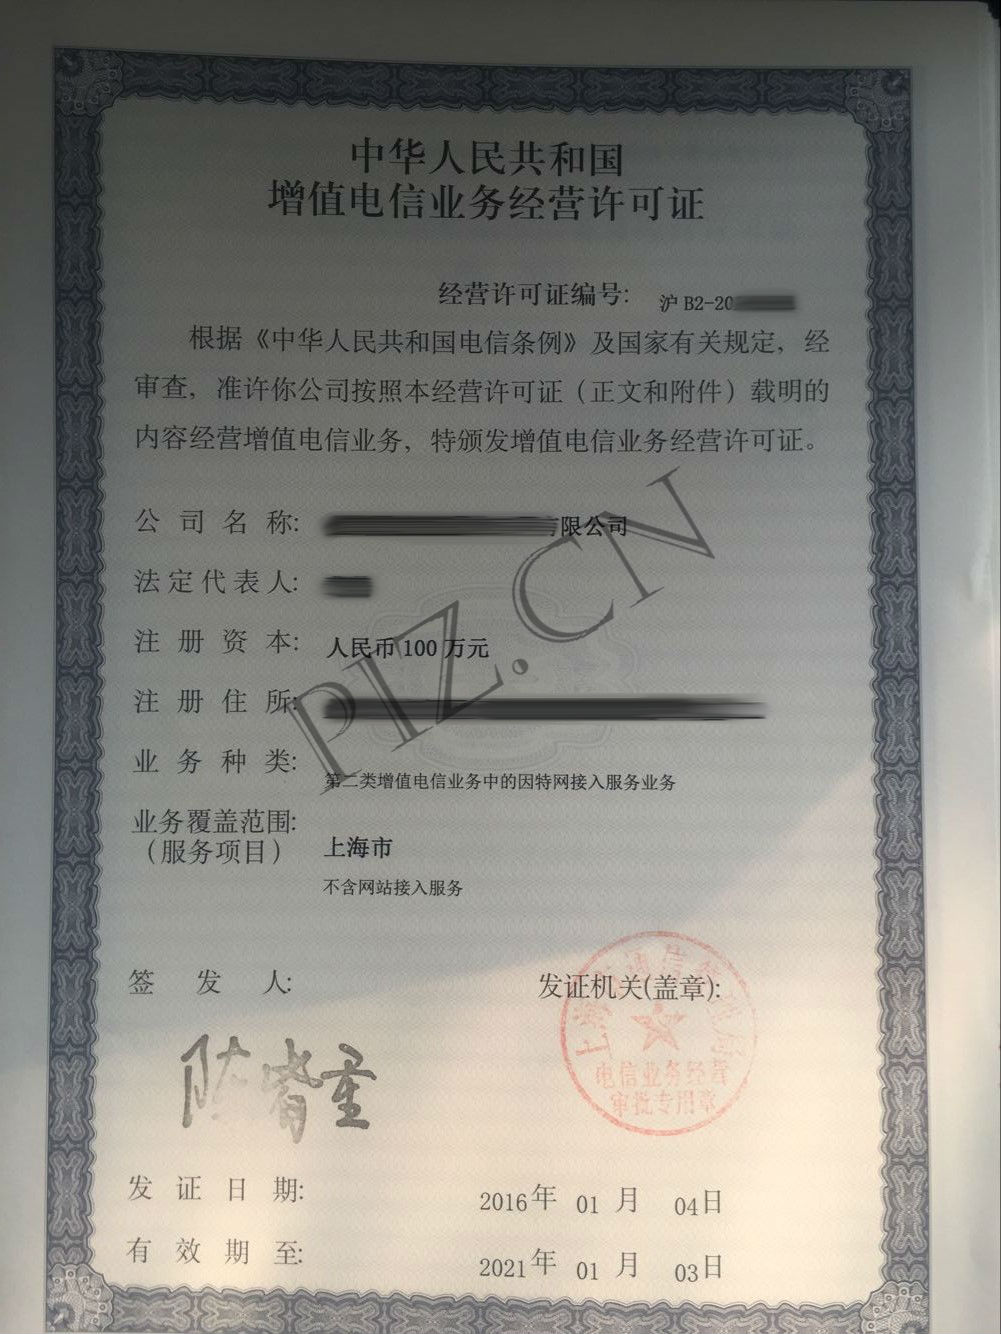 中华人民共和国
增值电信业务经营许可证
经营许可证编号: 沪 B2-20
根据《中华人民共和国电信条例》及国家有关规定，经
审查，准许你公司按照本经营许可证（正文和附件）载明的
内容经营增值电信业务，特颁发增值电信业务经营许可证。
公司名称: 有限公司
法定代表人:
注册资本: 人民币 100 万元
注册住所:
业务种类: 第二类增值电信业务中的因特网接入服务业务
业务覆盖范围:
（服务项目） 上海市
不含网站接入服务
PIZ.CN
签发人: 发证机关(盖章):
上海市通信管理局
电信业务经营
审批专用章
发证日期: 2016年 01 月 04日
有效期至: 2021年 01 月 03日